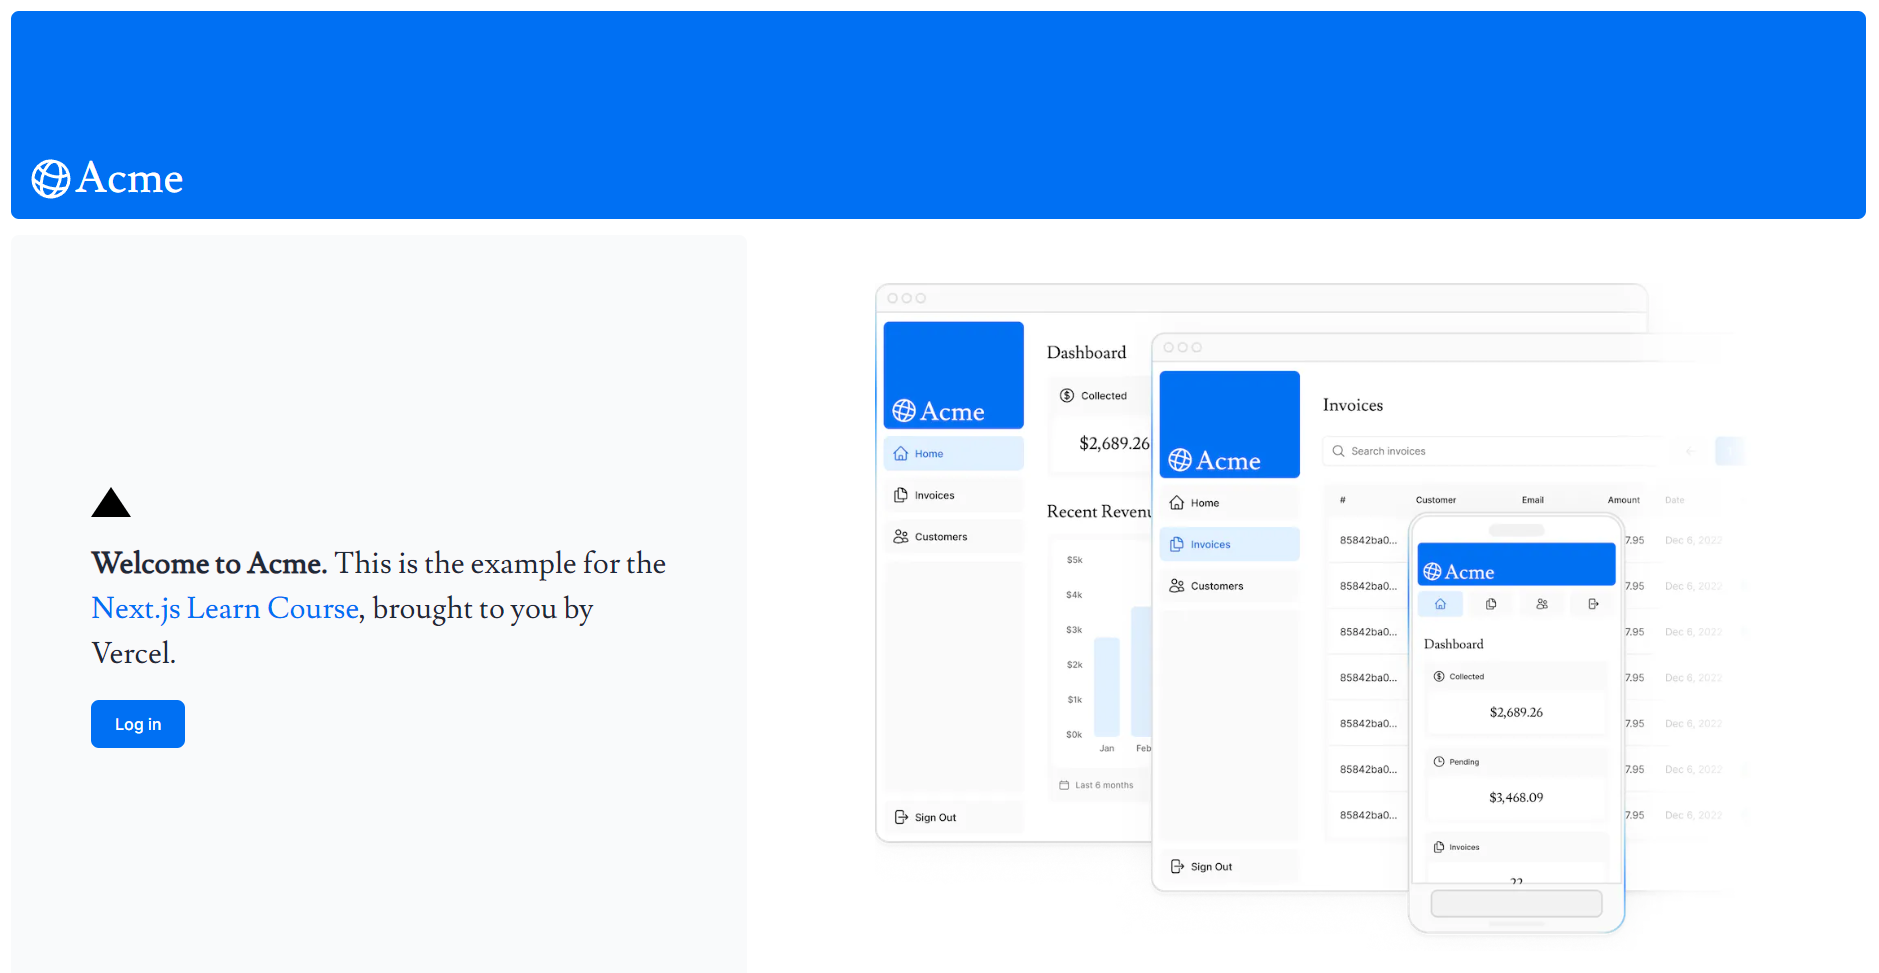 Acme
Welcome to Acme. This is the example for the
Next.js Learn Course, brought to you by
Vercel.
Log in
Acme
Home
Invoices
Customers
Sign Out
Dashboard
Collected
$2,689.26
Recent Revenu
$5k
$4k
$3k
$2k
$1k
$0k
Jan Feb
Last 6 months
Acme
Home
Invoices
Customers
Sign Out
Invoices
Search invoices
# Customer Email Amount Date
85842ba0... 7.95 Dec 6, 2022
85842ba0... 7.95 Dec 6, 2022
85842ba0... 7.95 Dec 6, 2022
85842ba0... 7.95 Dec 6, 2022
85842ba0... 7.95 Dec 6, 2022
85842ba0... 7.95 Dec 6, 2022
85842ba0... 7.95 Dec 6, 2022
Acme
Dashboard
Collected
$2,689.26
Pending
$3,468.09
Invoices
22